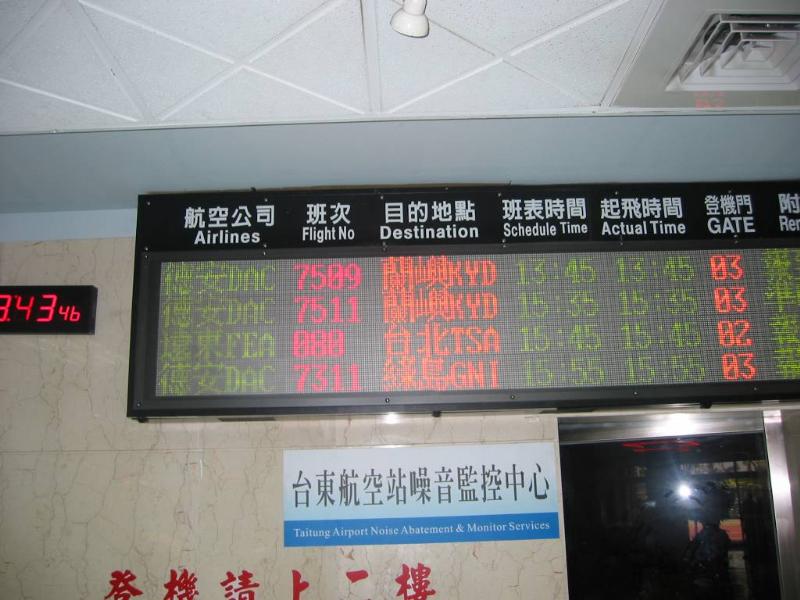 航空公司 班次 目的地點 班表時間 起飛時間 登機門
Airlines Flight No Destination Schedule Time Actual Time GATE
德安DAC 7509 蘭嶼KYD 13:45 13:45 03
3:43 46
德安DAC 7511 蘭嶼KYD 15:35 15:35 03
遠東FEA 080 台北TSA 15:45 15:45 02
德安DAC 7311 綠島GNI 15:55 15:55 03
台東航空站噪音監控中心
Taitung Airport Noise Abatement & Monitor Services
登機請上二樓